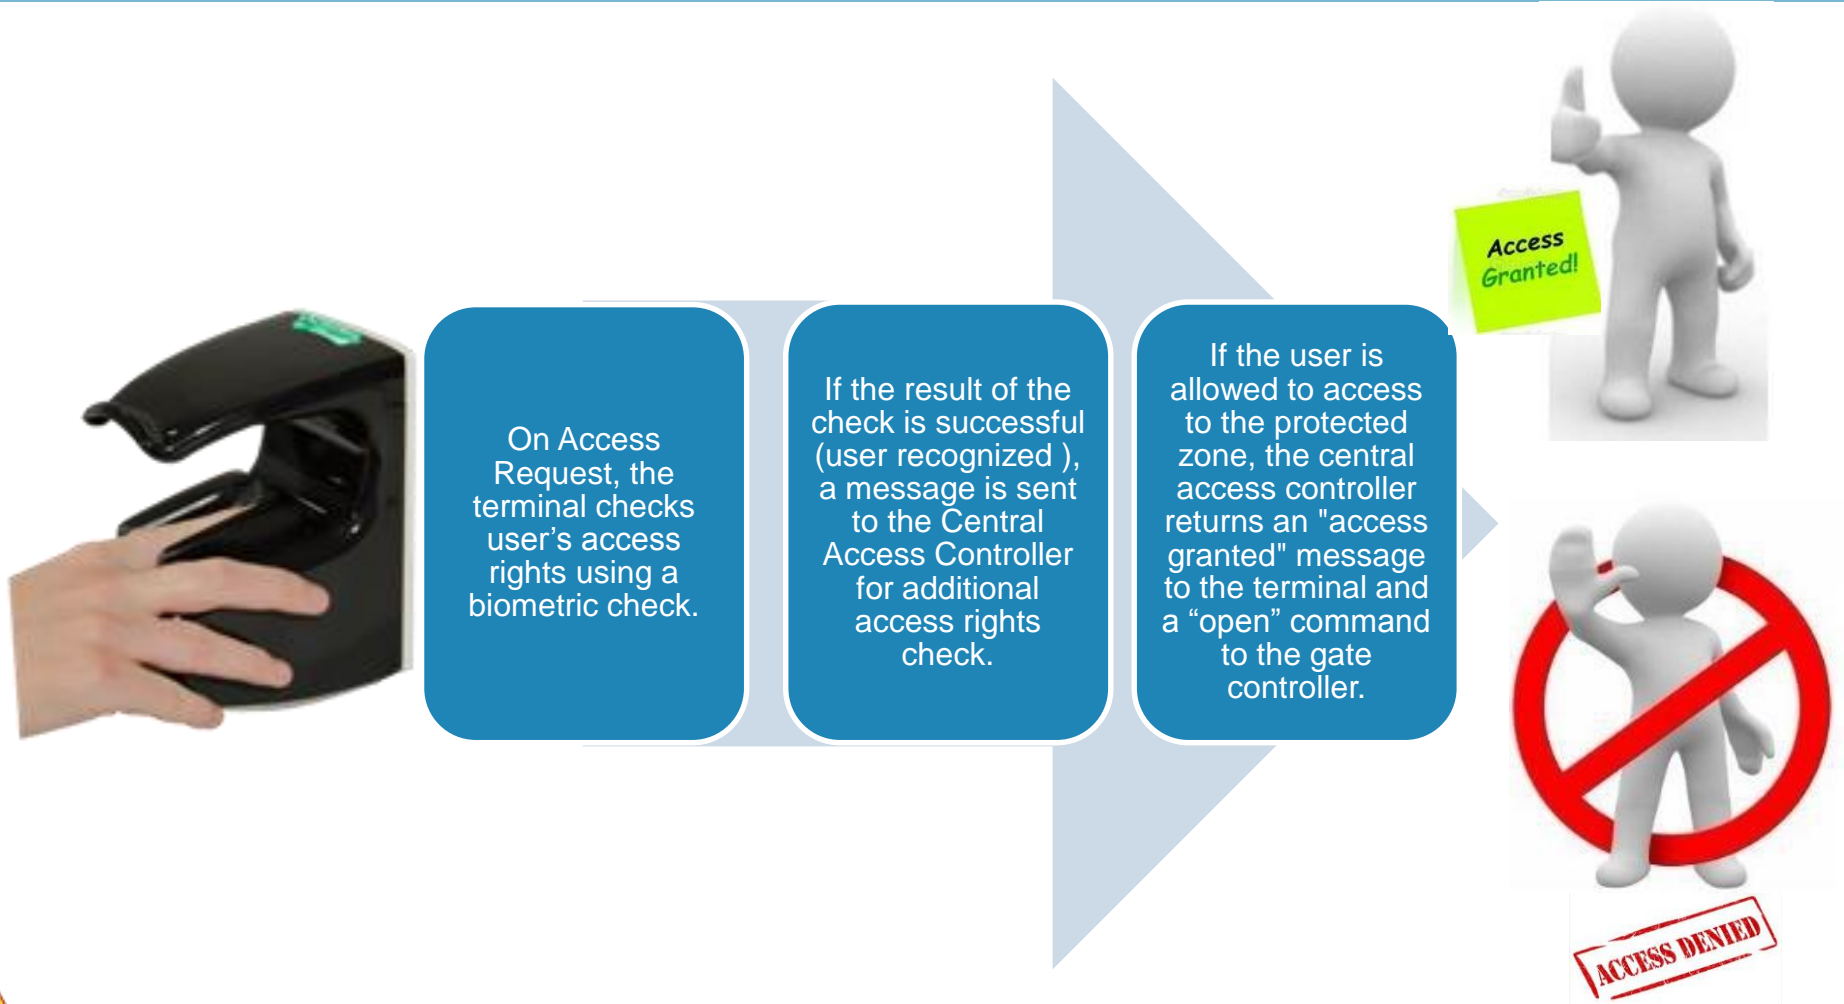 On Access
Request, the
terminal checks
user’s access
rights using a
biometric check.
If the result of the
check is successful
(user recognized ),
a message is sent
to the Central
Access Controller
for additional
access rights
check.
If the user is
allowed to access
to the protected
zone, the central
access controller
returns an "access
granted" message
to the terminal and
a “open” command
to the gate
controller.
Access
Granted!
ACCESS DENIED